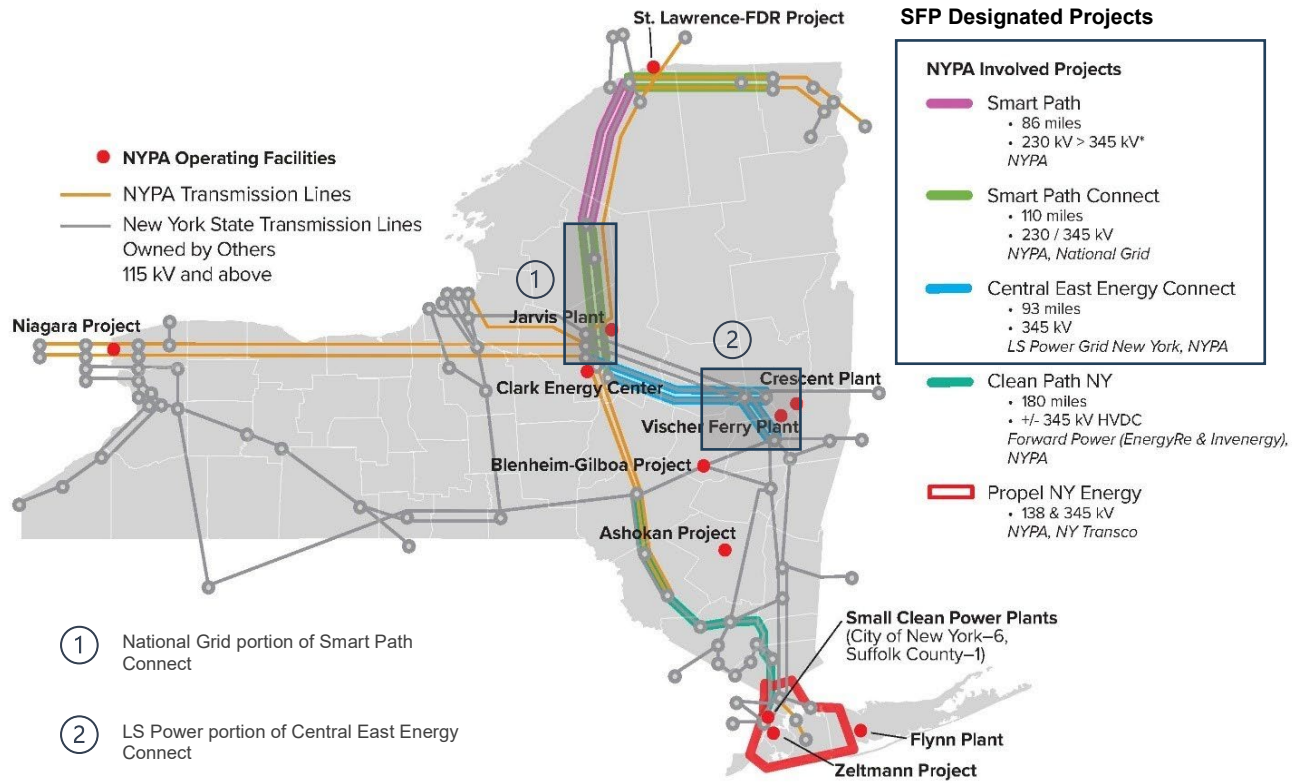 St. Lawrence-FDR Project
SFP Designated Projects
NYPA Operating Facilities
NYPA Transmission Lines
New York State Transmission Lines
Owned by Others
115 kV and above
NYPA Involved Projects
Smart Path
• 86 miles
• 230 kV > 345 kV*
NYPA
Smart Path Connect
• 110 miles
• 230 / 345 kV
NYPA, National Grid
Central East Energy Connect
• 93 miles
• 345 kV
LS Power Grid New York, NYPA
Clean Path NY
• 180 miles
• +/- 345 kV HVDC
Forward Power (EnergyRe & Invenergy),
NYPA
Propel NY Energy
• 138 & 345 kV
NYPA, NY Transco
1
Jarvis Plant
Niagara Project
2
Clark Energy Center
Crescent Plant
Vischer Ferry Plant
Blenheim-Gilboa Project
Ashokan Project
Small Clean Power Plants
(City of New York–6,
Suffolk County–1)
Flynn Plant
Zeltmann Project
1
National Grid portion of Smart Path
Connect
2
LS Power portion of Central East Energy
Connect